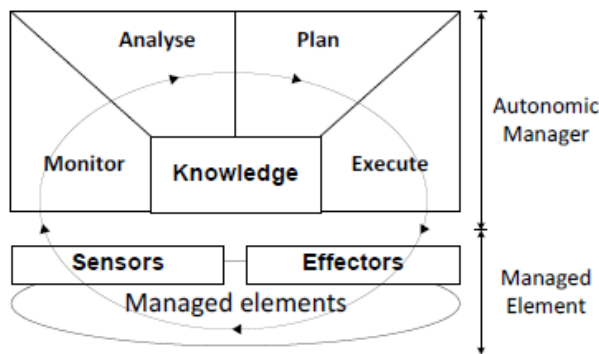 Analyse
Plan
Autonomic
Manager
Monitor
Knowledge
Execute
Sensors
Effectors
Managed elements
Managed
Element